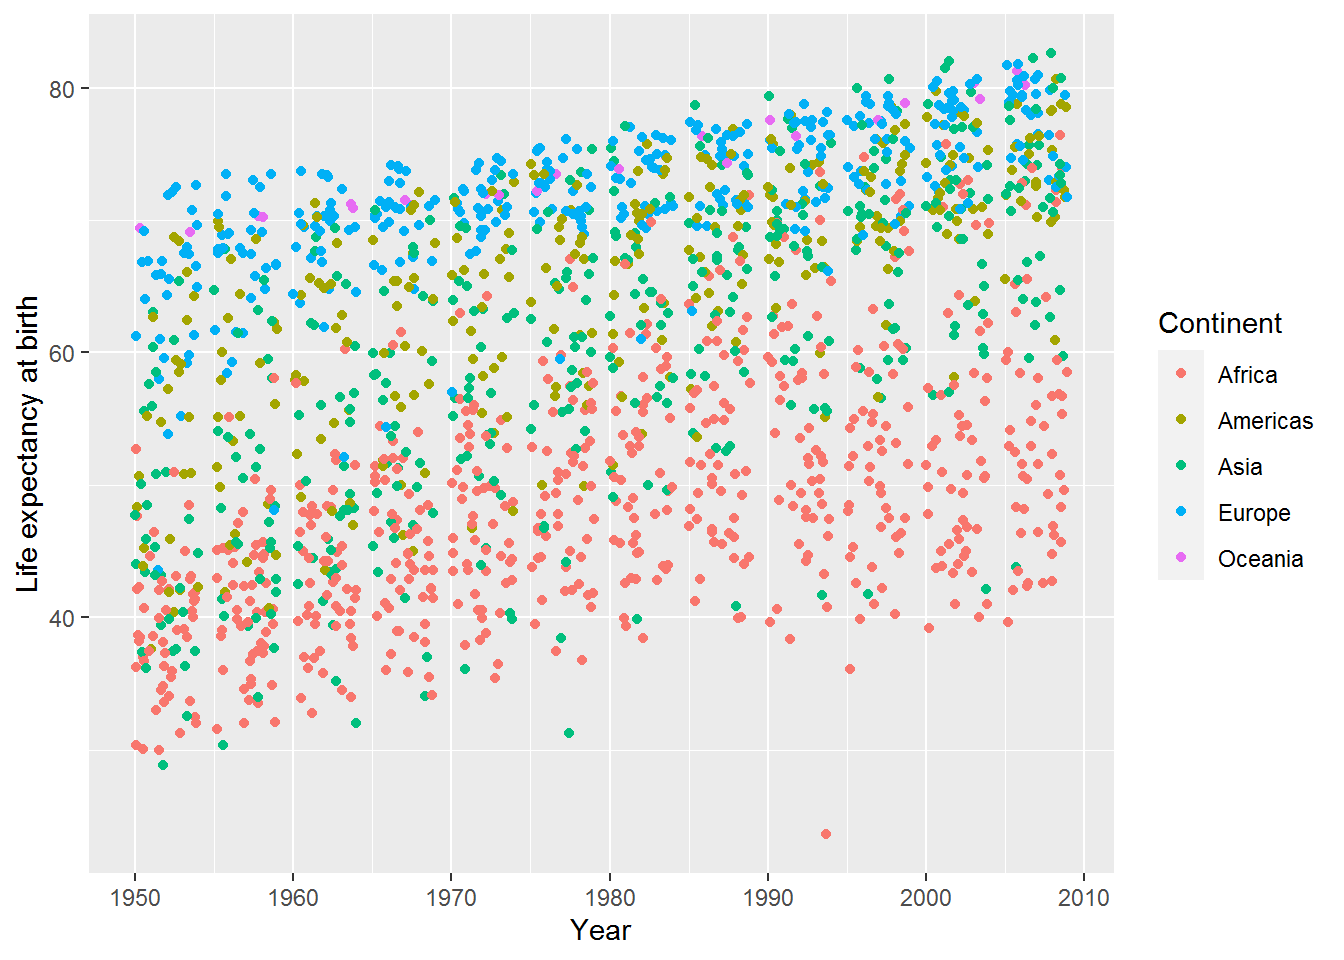 80
60
40
Life expectancy at birth
1950 1960 1970 1980 1990 2000 2010
Year
Continent
Africa
Americas
Asia
Europe
Oceania